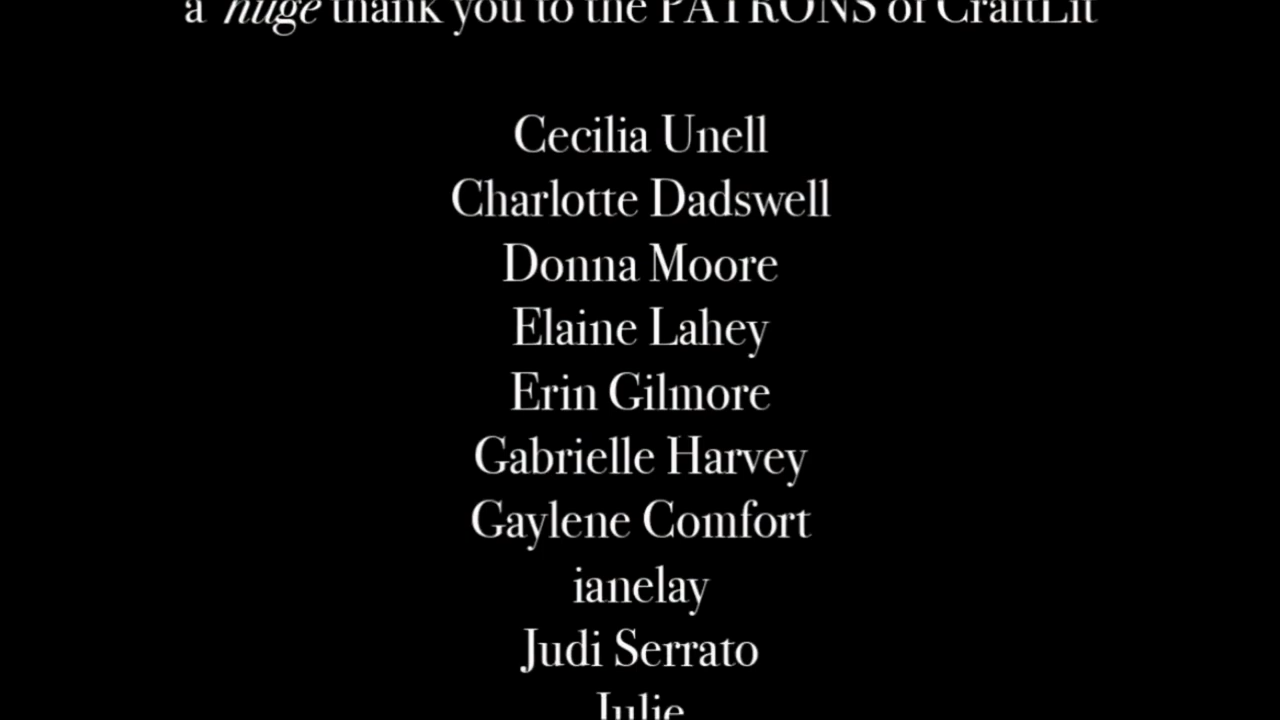 a huge thank you to the PATRONS of CraftLit
Cecilia Unell
Charlotte Dadswell
Donna Moore
Elaine Lahey
Erin Gilmore
Gabrielle Harvey
Gaylene Comfort
ianelay
Judi Serrato
Julie